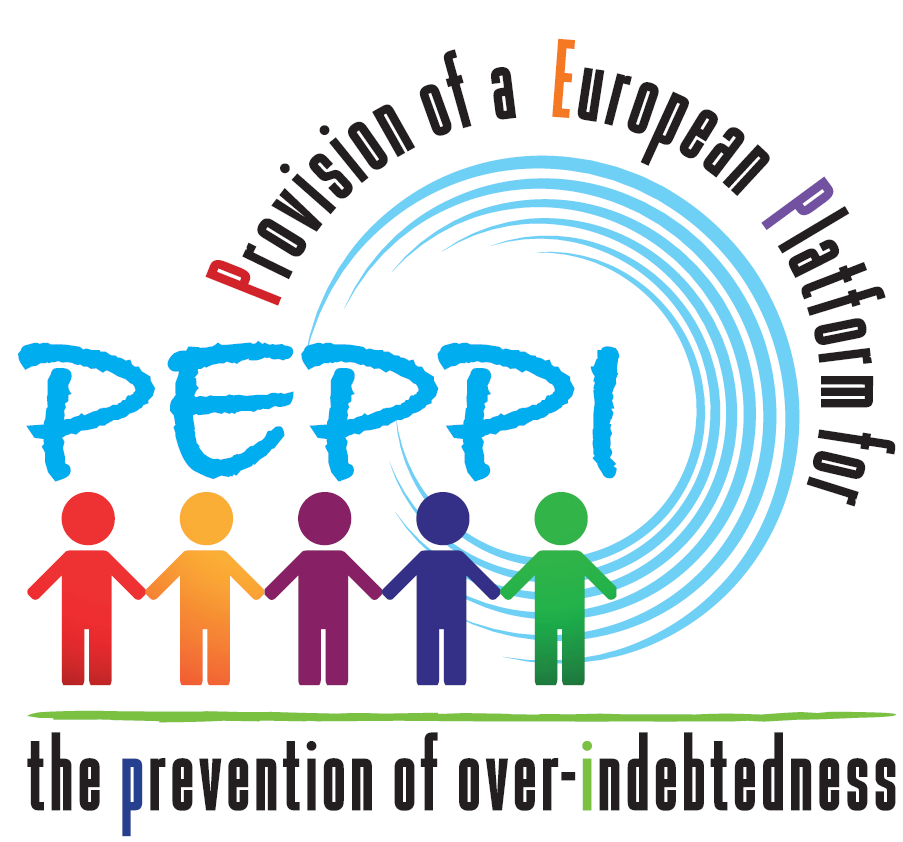 Provision of a European Platform for
PEPPI
the prevention of over-indebtedness